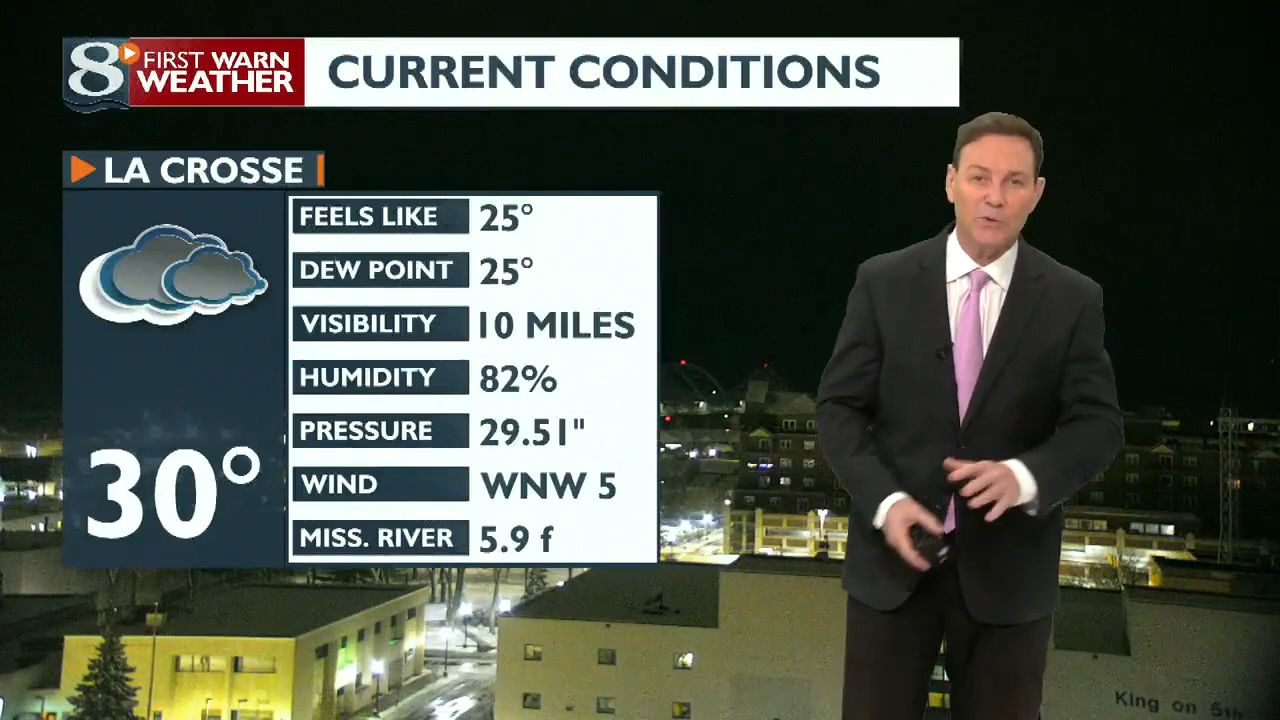 8
FIRST WARN
WEATHER
CURRENT CONDITIONS
LA CROSSE
30°
FEELS LIKE 25°
DEW POINT 25°
VISIBILITY 10 MILES
HUMIDITY 82%
PRESSURE 29.51"
WIND WNW 5
MISS. RIVER 5.9 f
King on 5th